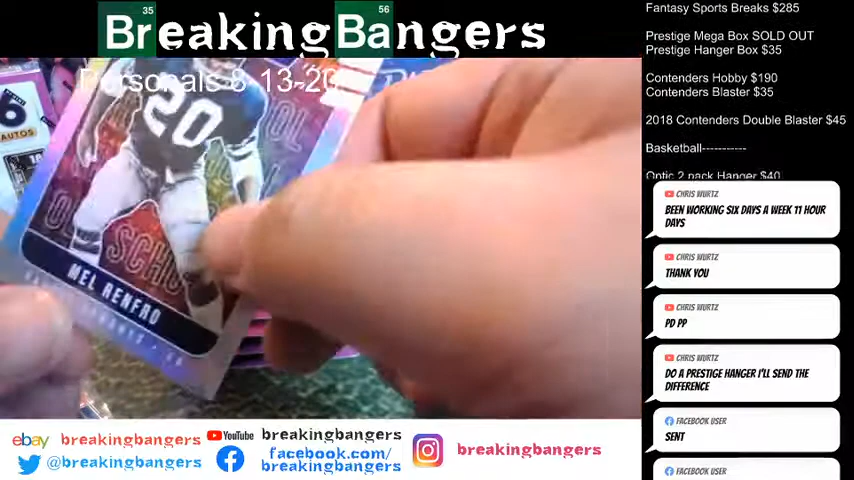 35
56
BreakingBangers
Personals 8-13-20
20
OL
SCHO
MEL RENFRO
6
AUTOS
Fantasy Sports Breaks $285
Prestige Mega Box SOLD OUT
Prestige Hanger Box $35
Contenders Hobby $190
Contenders Blaster $35
2018 Contenders Double Blaster $45
Basketball-----------
Optic 2 pack Hanger $40
CHRIS WURTZ
BEEN WORKING SIX DAYS A WEEK 11 HOUR
DAYS
CHRIS WURTZ
THANK YOU
CHRIS WURTZ
PD PP
CHRIS WURTZ
DO A PRESTIGE HANGER I'LL SEND THE
DIFFERENCE
FACEBOOK USER
SENT
FACEBOOK USER
ebay breakingbangers
YouTube breakingbangers
@breakingbangers
facebook.com/
breakingbangers
breakingbangers